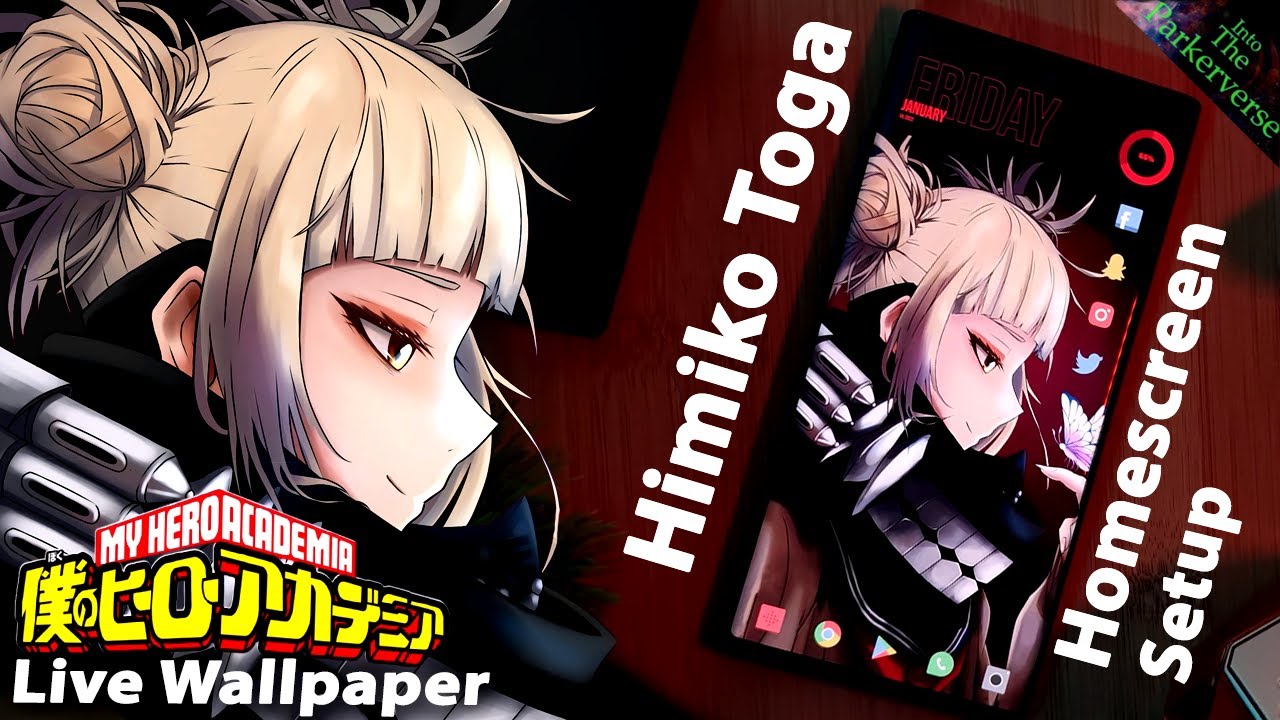 MY HERO ACADEMIA
ぼく
僕のヒーローアカデミア
Live Wallpaper
Himiko Toga
Homescreen
Setup
FRIDAY
JANUARY
Into
The
Parkerverse